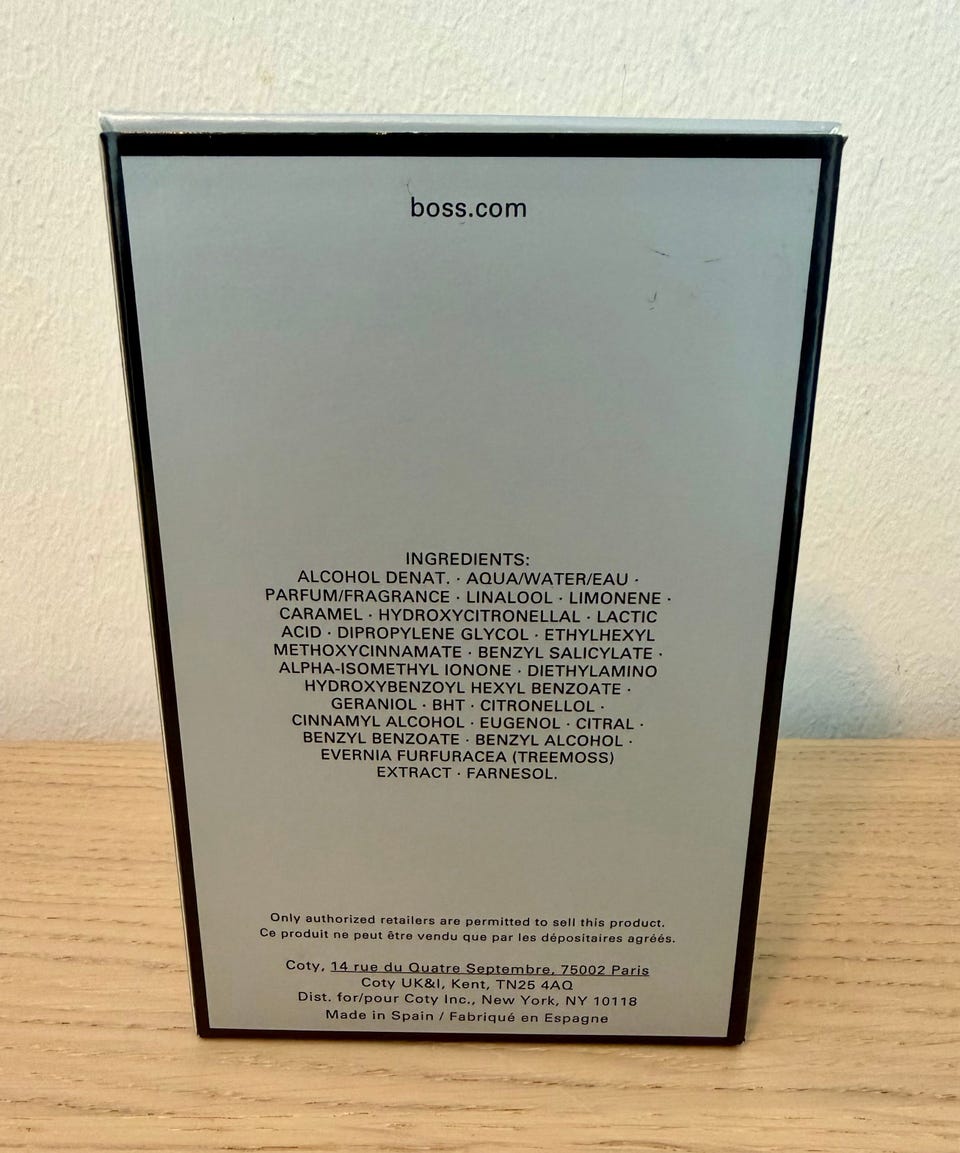 boss.com
INGREDIENTS:
ALCOHOL DENAT. · AQUA/WATER/EAU ·
PARFUM/FRAGRANCE · LINALOOL · LIMONENE ·
CARAMEL · HYDROXYCITRONELLAL · LACTIC
ACID · DIPROPYLENE GLYCOL · ETHYLHEXYL
METHOXYCINNAMATE · BENZYL SALICYLATE ·
ALPHA-ISOMETHYL IONONE · DIETHYLAMINO
HYDROXYBENZOYL HEXYL BENZOATE ·
GERANIOL · BHT · CITRONELLOL ·
CINNAMYL ALCOHOL · EUGENOL · CITRAL ·
BENZYL BENZOATE · BENZYL ALCOHOL ·
EVERNIA FURFURACEA (TREEMOSS)
EXTRACT · FARNESOL.
Only authorized retailers are permitted to sell this product.
Ce produit ne peut être vendu que par les dépositaires agréés.
Coty, 14 rue du Quatre Septembre, 75002 Paris
Coty UK&I, Kent, TN25 4AQ
Dist. for/pour Coty Inc., New York, NY 10118
Made in Spain / Fabriqué en Espagne